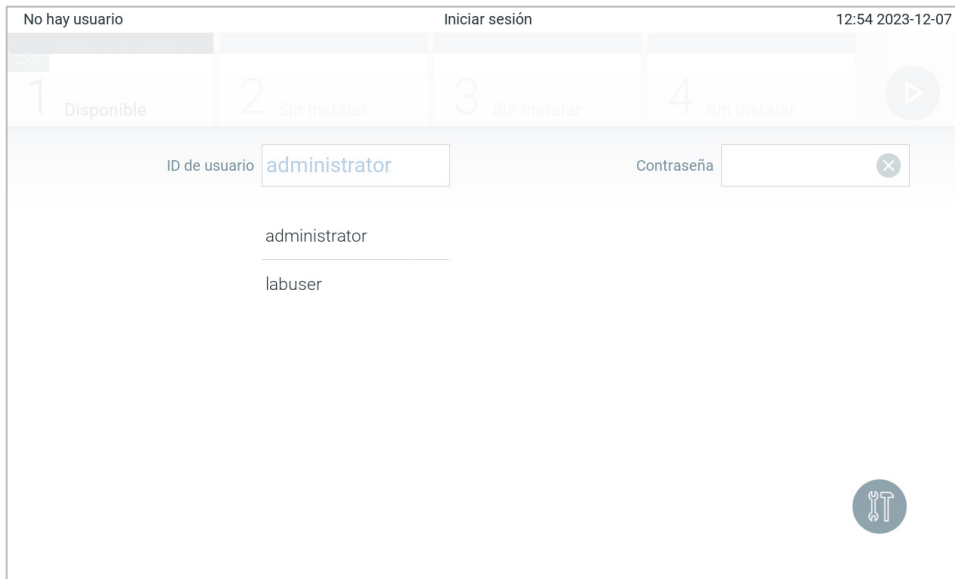 No hay usuario Iniciar sesión 12:54 2023-12-07
1 Disponible 2 Sin instalar 3 Sin instalar 4 Sin instalar
ID de usuario administrator Contraseña
administrator
labuser